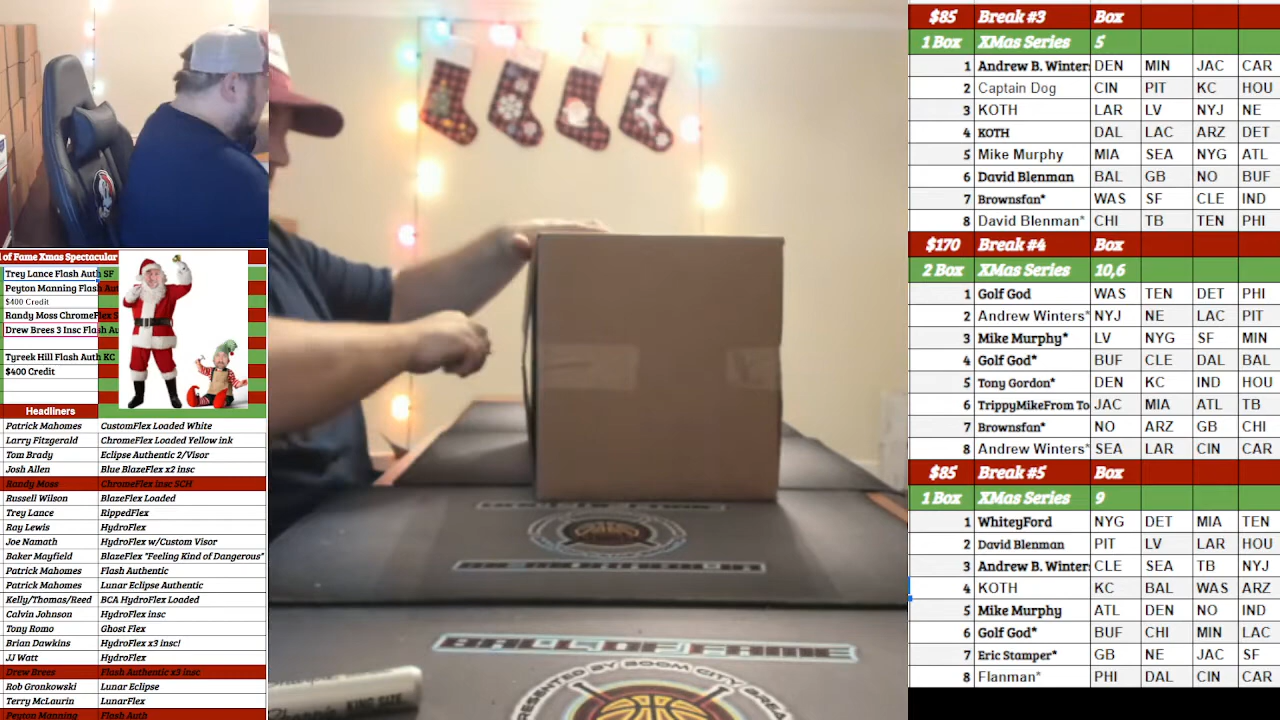 l of Fame Xmas Spectacular
Trey Lance Flash Auth SF
Peyton Manning Flash Aut
$400 Credit
Randy Moss ChromeFlex S
Drew Brees 3 Insc Flash Au
Tyreek Hill Flash Auth KC
$400 Credit
Headliners
Patrick Mahomes CustomFlex Loaded White
Larry Fitzgerald ChromeFlex Loaded Yellow ink
Tom Brady Eclipse Authentic 2/Visor
Josh Allen Blue BlazeFlex x2 insc
Randy Moss ChromeFlex insc SCH
Russell Wilson BlazeFlex Loaded
Trey Lance RippedFlex
Ray Lewis HydroFlex
Joe Namath HydroFlex w/Custom Visor
Baker Mayfield BlazeFlex "Feeling Kind of Dangerous"
Patrick Mahomes Flash Authentic
Patrick Mahomes Lunar Eclipse Authentic
Kelly/Thomas/Reed BCA HydroFlex Loaded
Calvin Johnson HydroFlex insc
Tony Romo Ghost Flex
Brian Dawkins HydroFlex x3 insc!
JJ Watt HydroFlex
Drew Brees Flash Authentic x3 insc
Rob Gronkowski Lunar Eclipse
Terry McLaurin LunarFlex
Peyton Manning Flash Auth
BALL OF FAME
PRESENTED BY BOOM CITY BREA
KING SIZE
$85 Break #3 Box
1 Box XMas Series 5
1 Andrew B. Winters DEN MIN JAC CAR
2 Captain Dog CIN PIT KC HOU
3 KOTH LAR LV NYJ NE
4 KOTH DAL LAC ARZ DET
5 Mike Murphy MIA SEA NYG ATL
6 David Blenman BAL GB NO BUF
7 Brownsfan* WAS SF CLE IND
8 David Blenman* CHI TB TEN PHI
$170 Break #4 Box
2 Box XMas Series 10,6
1 Golf God WAS TEN DET PHI
2 Andrew Winters* NYJ NE LAC PIT
3 Mike Murphy* LV NYG SF MIN
4 Golf God* BUF CLE DAL BAL
5 Tony Gordon* DEN KC IND HOU
6 TrippyMikeFrom To JAC MIA ATL TB
7 Brownsfan* NO ARZ GB CHI
8 Andrew Winters* SEA LAR CIN CAR
$85 Break #5 Box
1 Box XMas Series 9
1 WhiteyFord NYG DET MIA TEN
2 David Blenman PIT LV LAR HOU
3 Andrew B. Winters CLE SEA TB NYJ
4 KOTH KC BAL WAS ARZ
5 Mike Murphy ATL DEN NO IND
6 Golf God* BUF CHI MIN LAC
7 Eric Stamper* GB NE JAC SF
8 Flanman* PHI DAL CIN CAR